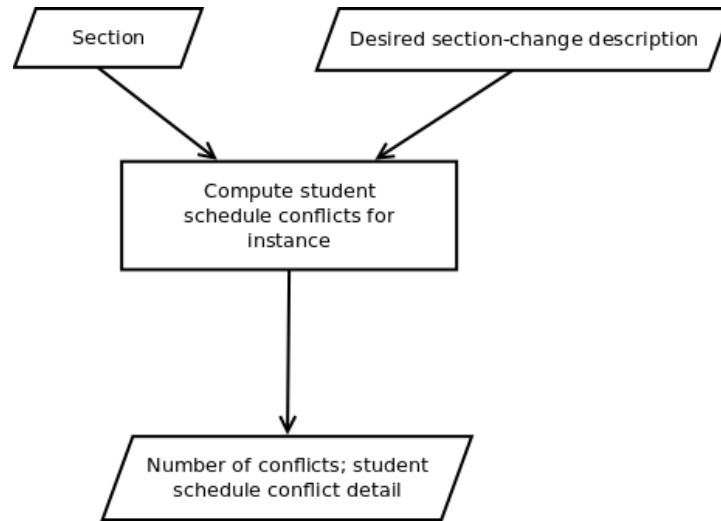 Section
Desired section-change description
Compute student
schedule conflicts for
instance
Number of conflicts; student
schedule conflict detail